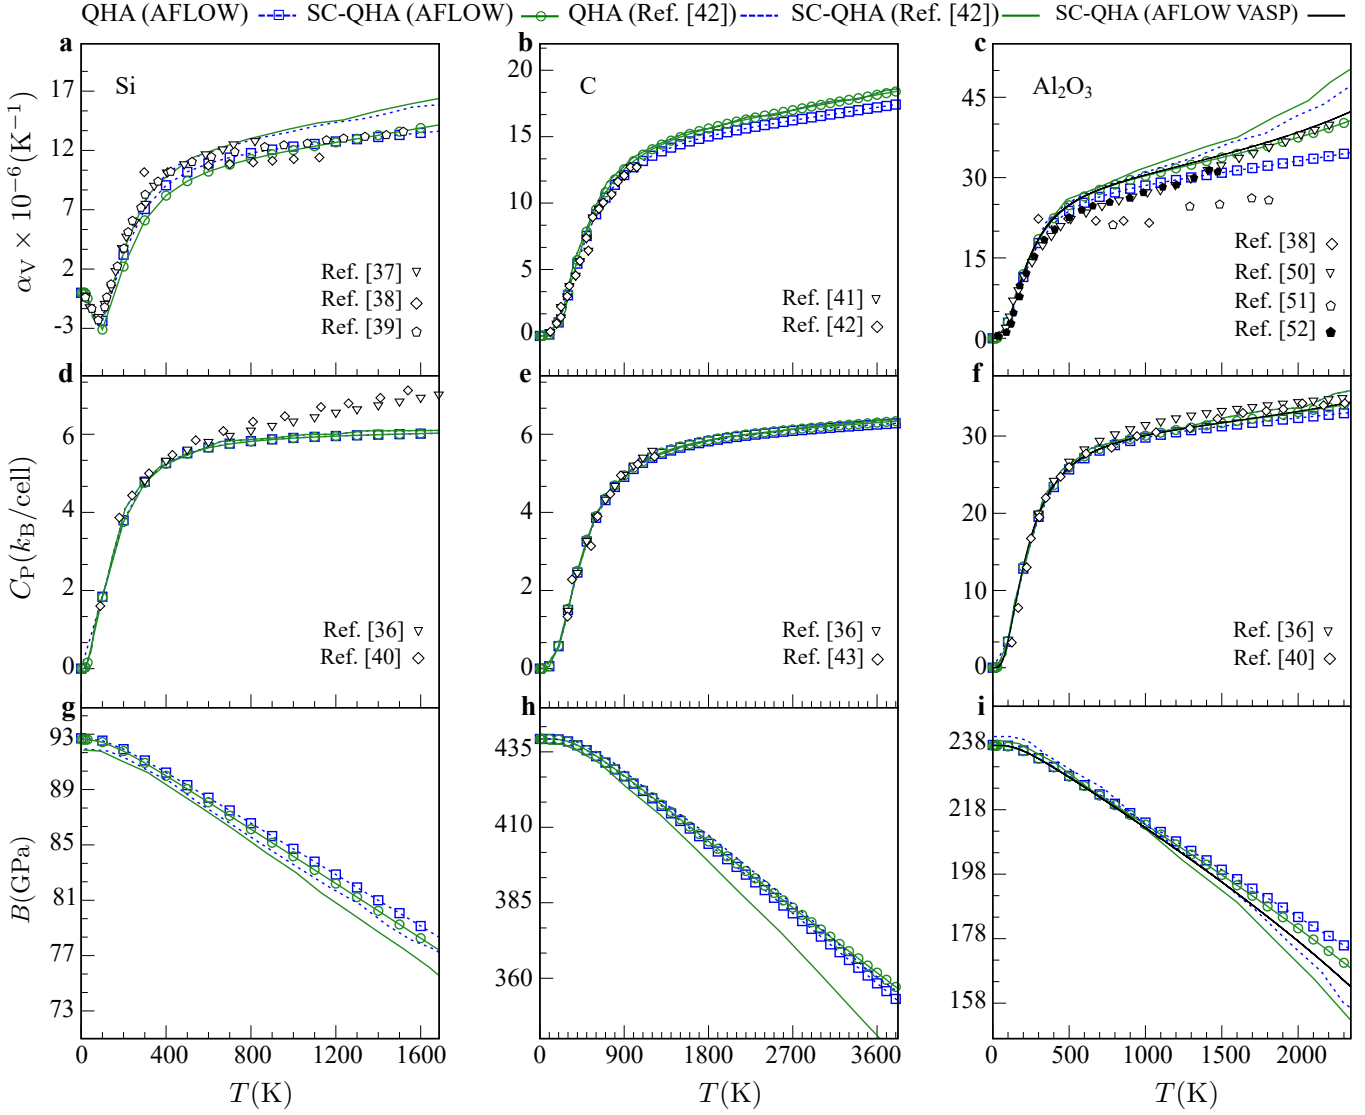 QHA (AFLOW) SC-QHA (AFLOW) QHA (Ref. [42]) SC-QHA (Ref. [42]) SC-QHA (AFLOW VASP)
a b c
17 20 45
Si C Al₂O₃
12 15
7 10 30
2 5 15
-3 0 0
αV × 10⁻⁶(K⁻¹)
Ref. [37]
Ref. [38]
Ref. [39]
Ref. [41]
Ref. [42]
Ref. [38]
Ref. [50]
Ref. [51]
Ref. [52]
d e f
6 6 30
4 4 20
2 2 10
0 0 0
CP(kB/cell)
Ref. [36]
Ref. [40]
Ref. [36]
Ref. [43]
Ref. [36]
Ref. [40]
g h i
93 435 238
89 410 218
85 385 198
81 360 178
77 158
73
B(GPa)
0 400 800 1200 1600 0 900 1800 2700 3600 0 500 1000 1500 2000
T(K) T(K) T(K)